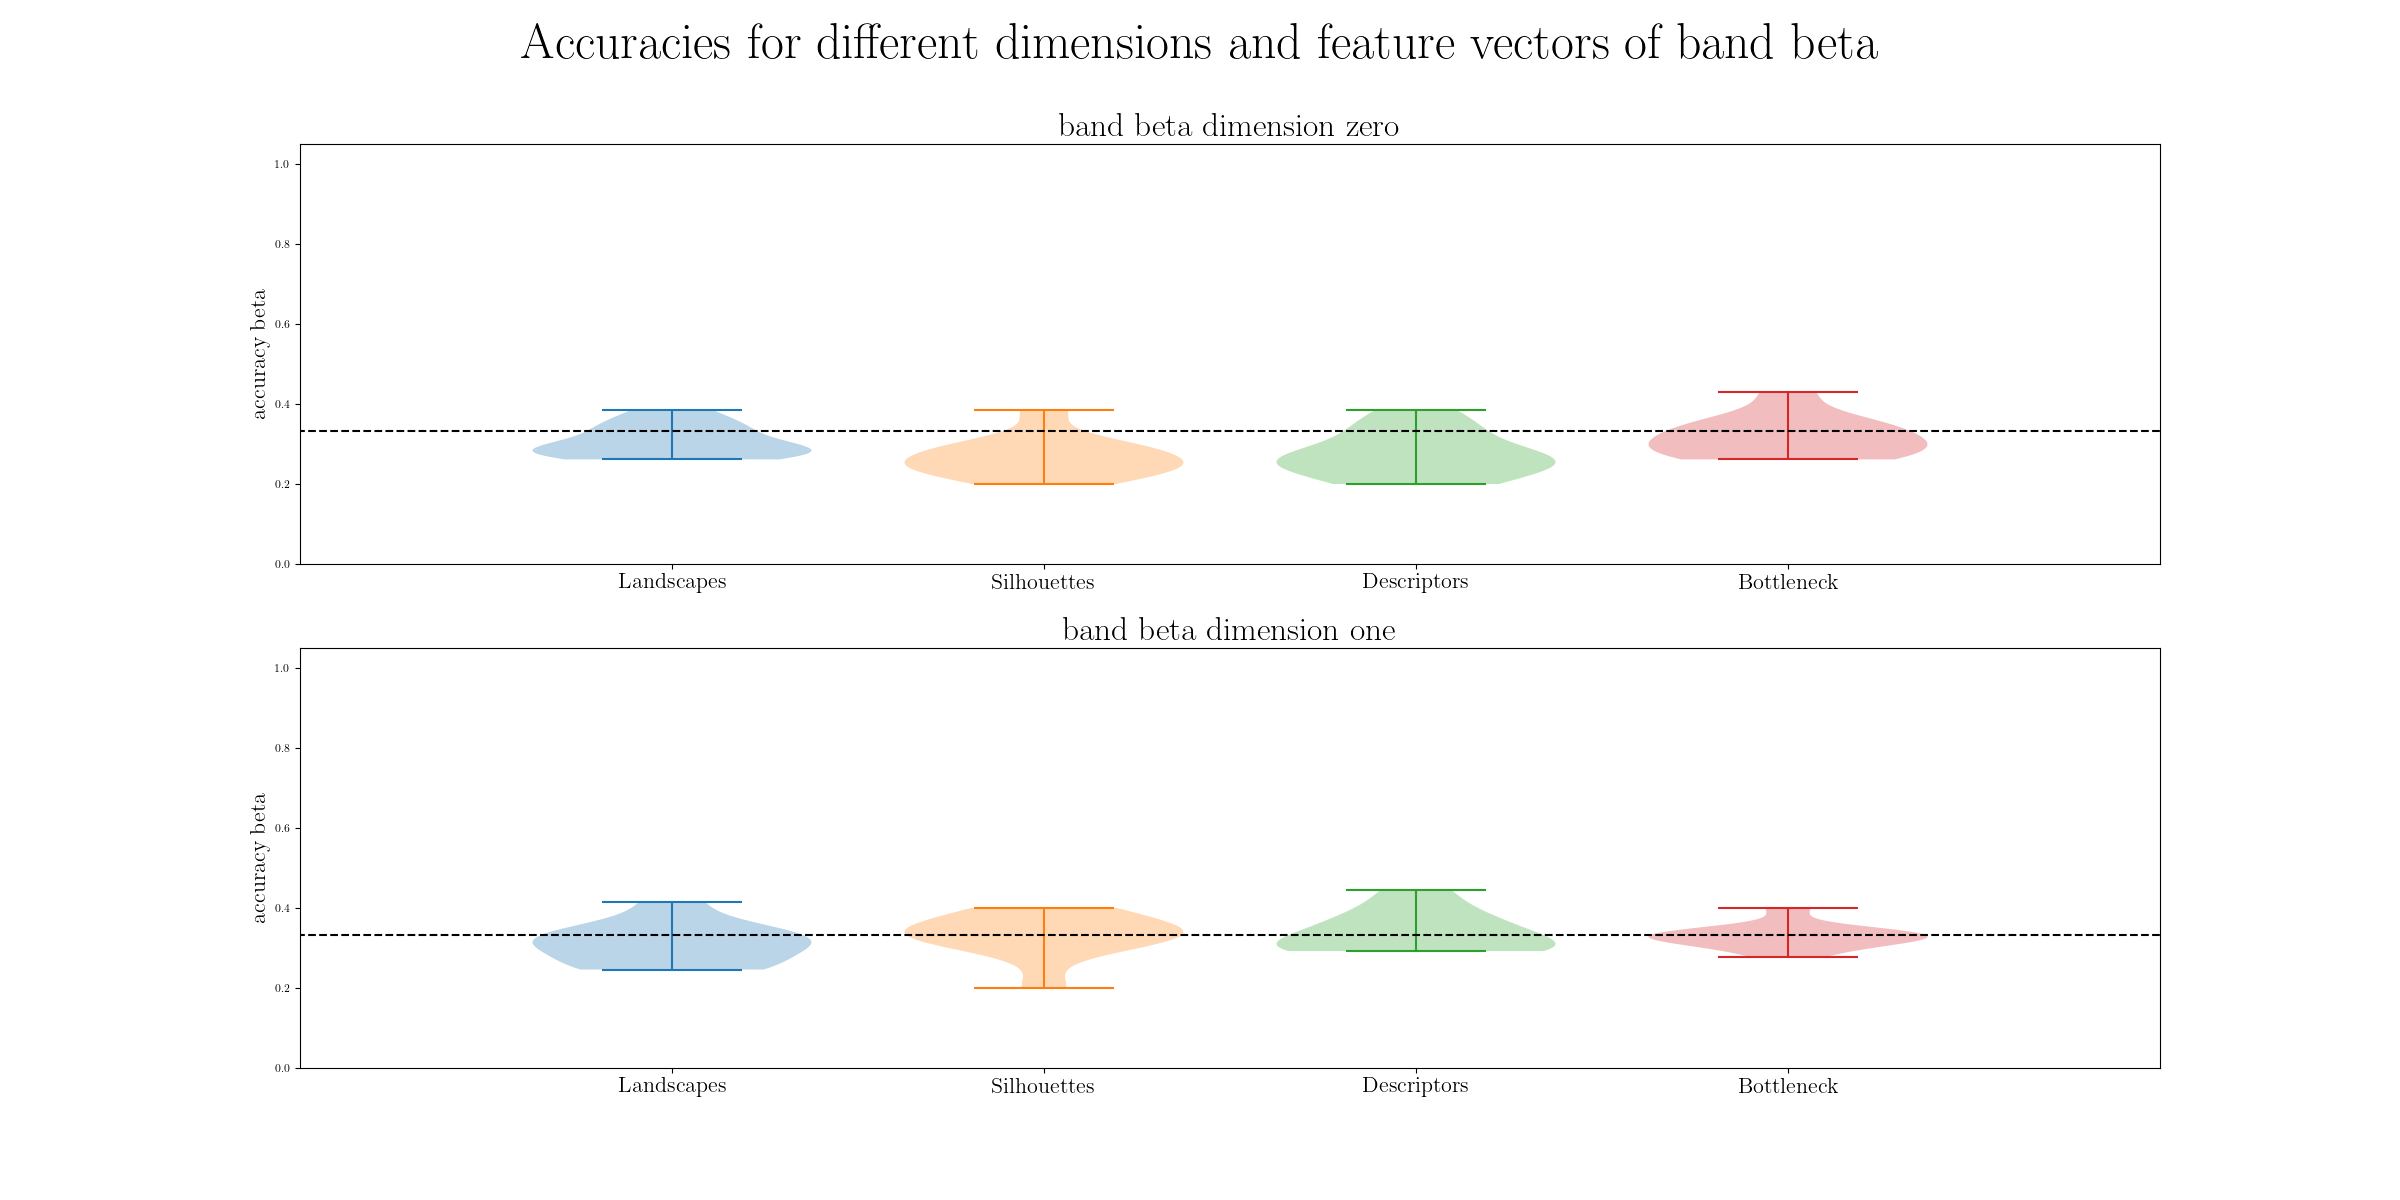 Accuracies for different dimensions and feature vectors of band beta
band beta dimension zero
1.0
0.8
0.6
0.4
0.2
0.0
accuracy beta
Landscapes Silhouettes Descriptors Bottleneck
band beta dimension one
1.0
0.8
0.6
0.4
0.2
0.0
accuracy beta
Landscapes Silhouettes Descriptors Bottleneck